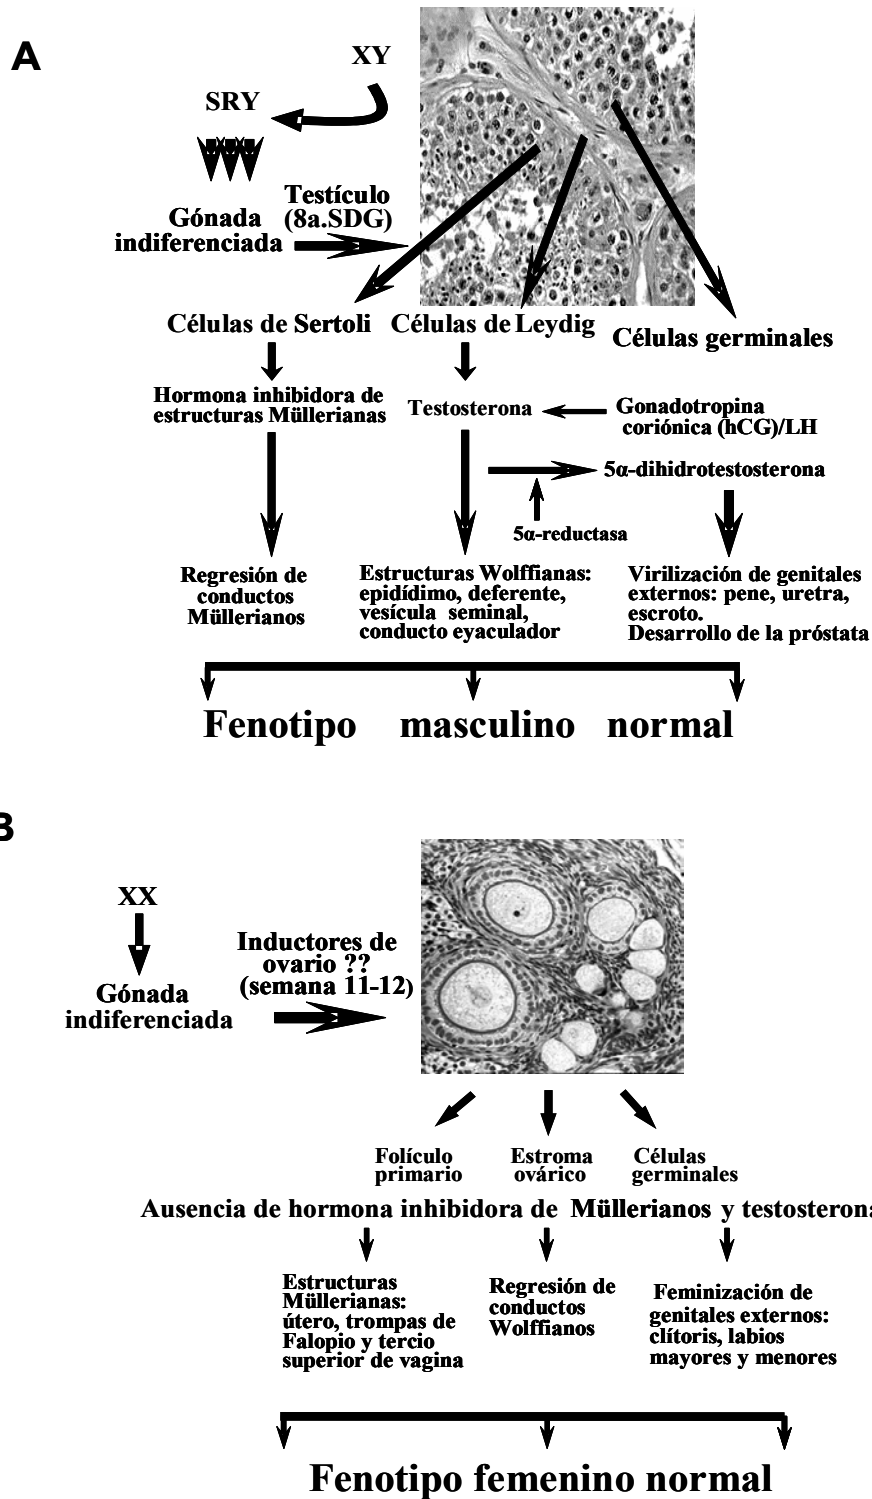 A
XY
SRY
Testículo
(8a.SDG)
Gónada
indiferenciada
Células de Sertoli
Células de Leydig
Células germinales
Hormona inhibidora de
estructuras Müllerianas
Testosterona
Gonadotropina
coriónica (hCG)/LH
5α-dihidrotestosterona
5α-reductasa
Regresión de
conductos
Müllerianos
Estructuras Wolffianas:
epidídimo, deferente,
vesícula seminal,
conducto eyaculador
Virilización de genitales
externos: pene, uretra,
escroto.
Desarrollo de la próstata
Fenotipo masculino normal
B
XX
Inductores de
ovario ??
(semana 11-12)
Gónada
indiferenciada
Folículo
primario
Estroma
ovárico
Células
germinales
Ausencia de hormona inhibidora de Müllerianos y testosterona
Estructuras
Müllerianas:
útero, trompas de
Falopio y tercio
superior de vagina
Regresión de
conductos
Wolffianos
Feminización de
genitales externos:
clítoris, labios
mayores y menores
Fenotipo femenino normal